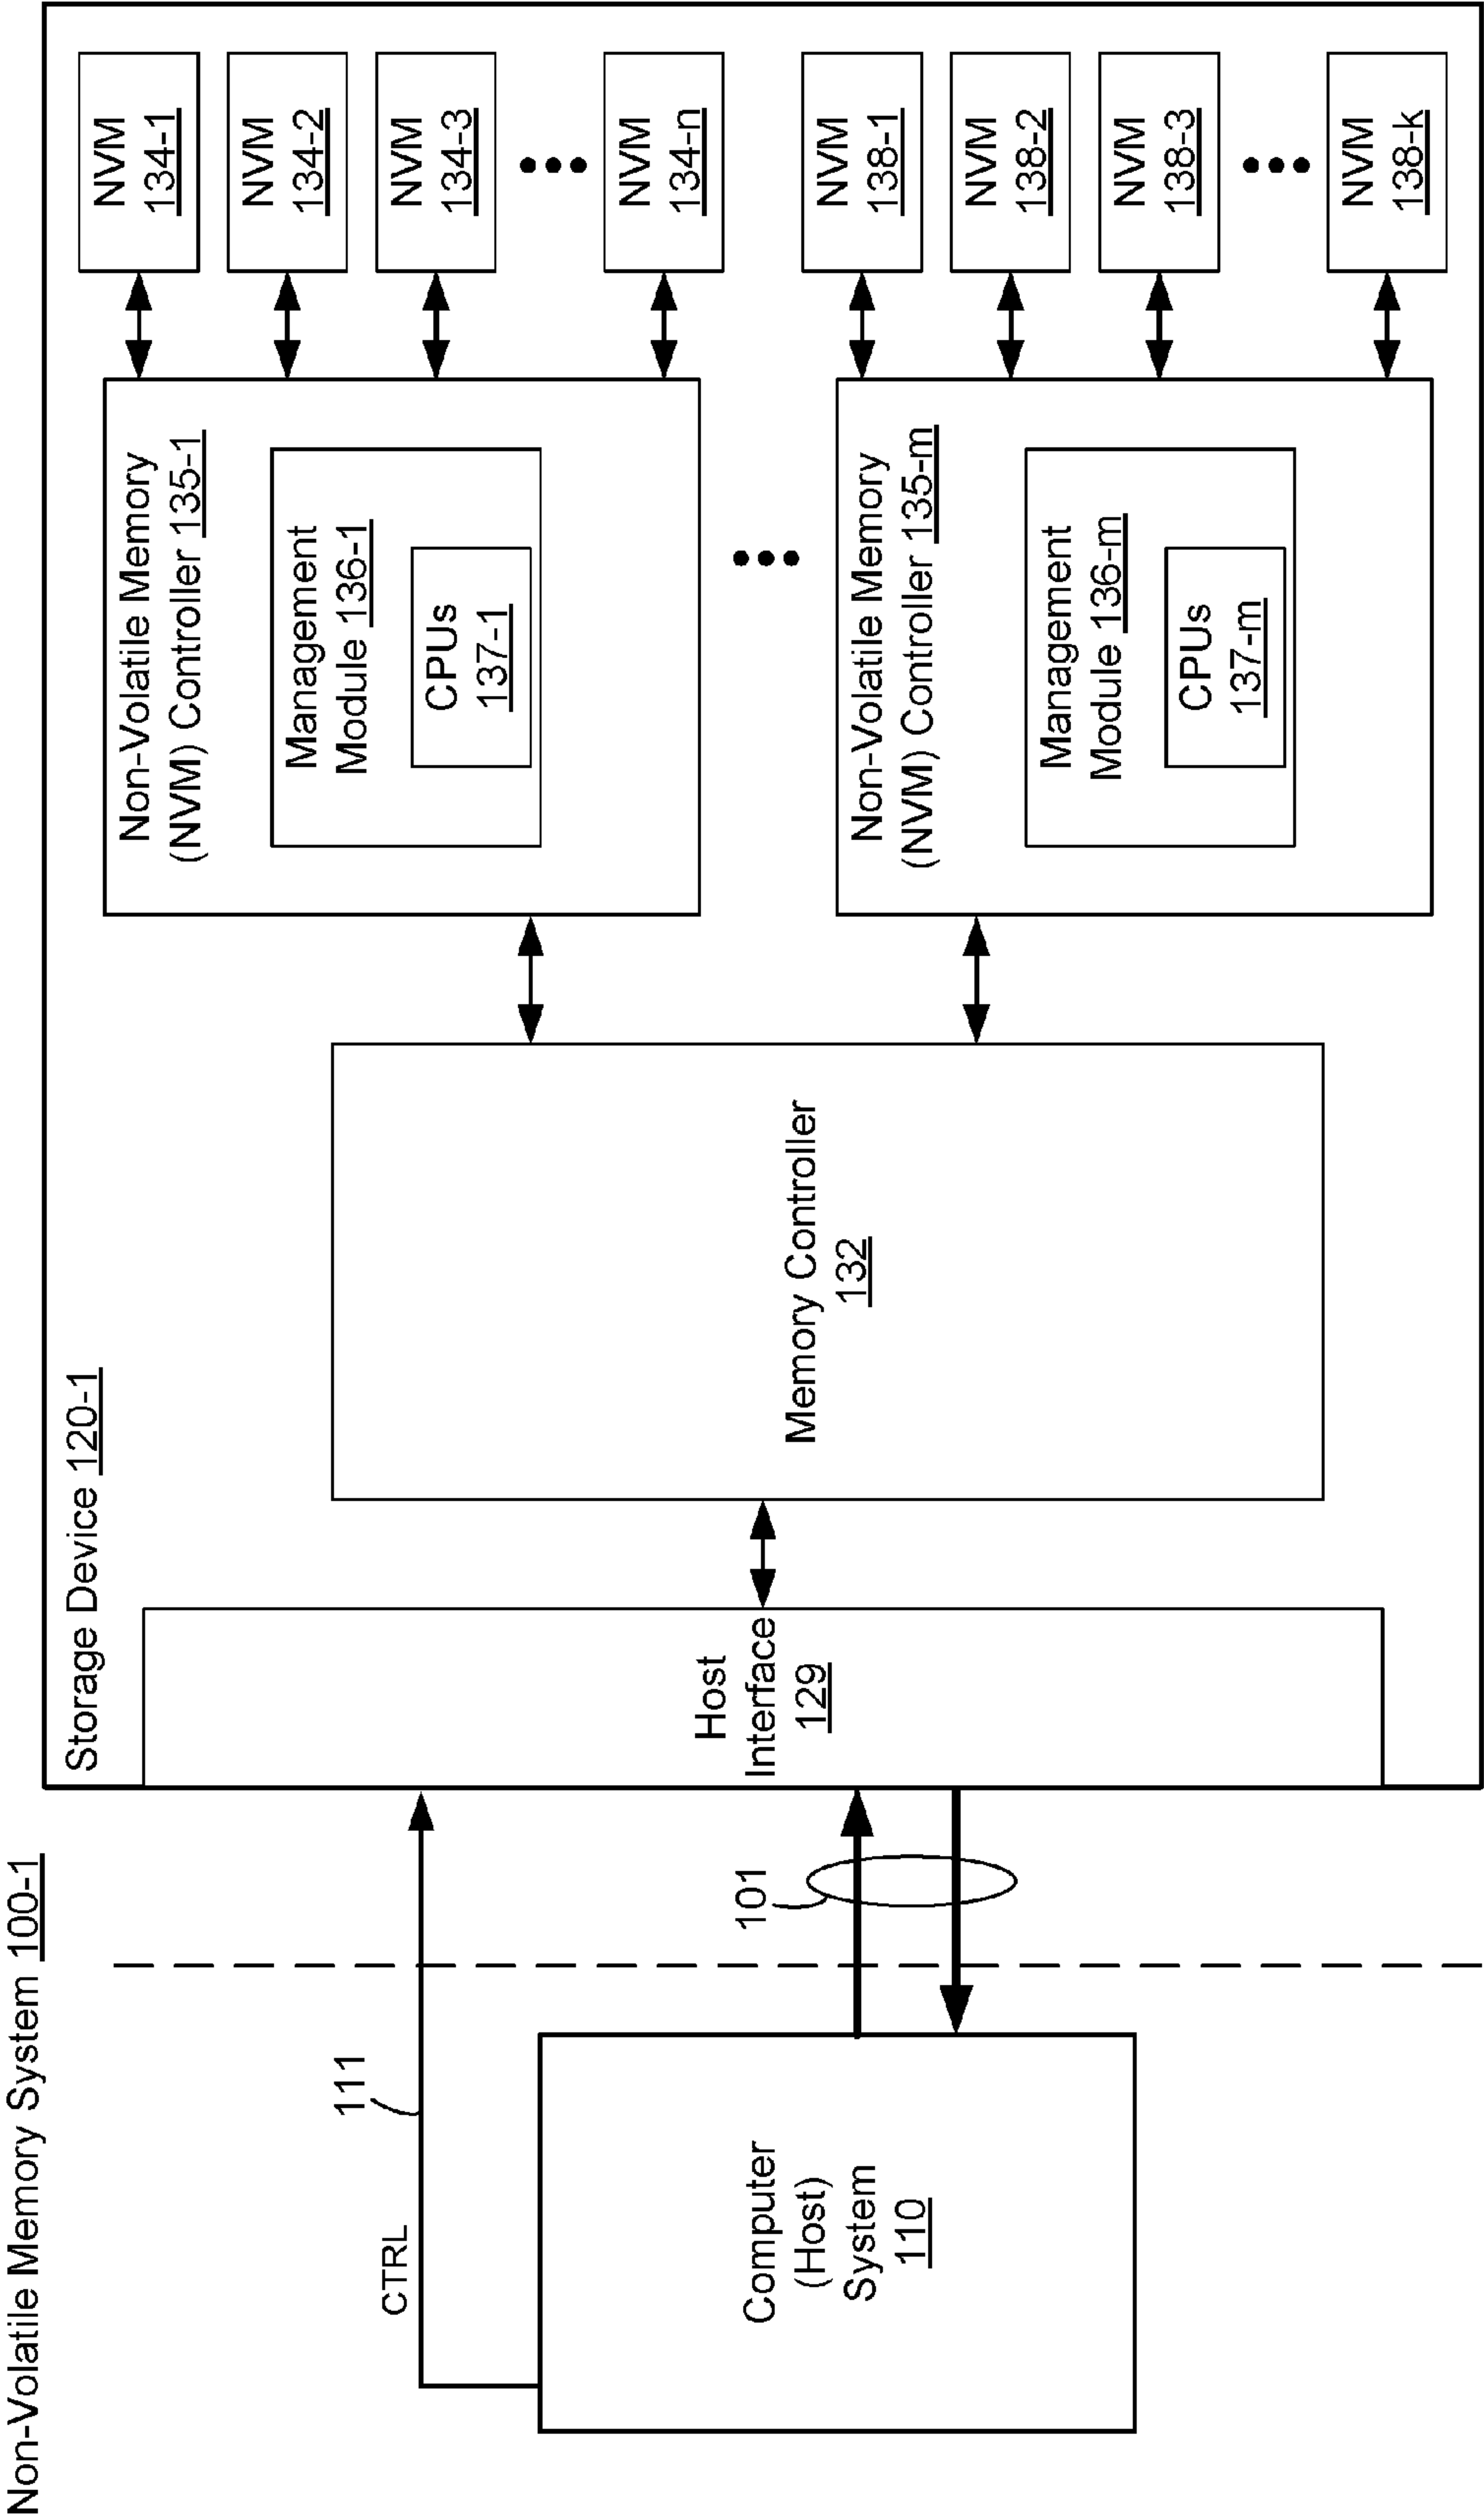 Non-Volatile Memory System 100-1
Storage Device 120-1
CTRL
111
Computer
(Host)
System
110
101
Host
Interface
129
Memory Controller
132
Non-Volatile Memory
(NVM) Controller 135-1
Management
Module 136-1
CPUs
137-1
Non-Volatile Memory
(NVM) Controller 135-m
Management
Module 136-m
CPUs
137-m
NVM
134-1
NVM
134-2
NVM
134-3
NVM
134-n
NVM
138-1
NVM
138-2
NVM
138-3
NVM
138-k